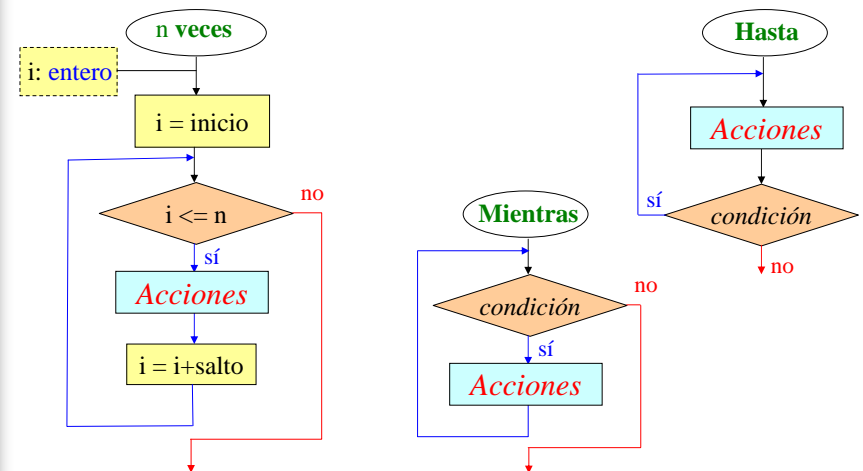 n veces
i: entero
i = inicio
i <= n
no
sí
Acciones
i = i+salto
Mientras
condición
no
sí
Acciones
Hasta
Acciones
sí
condición
no